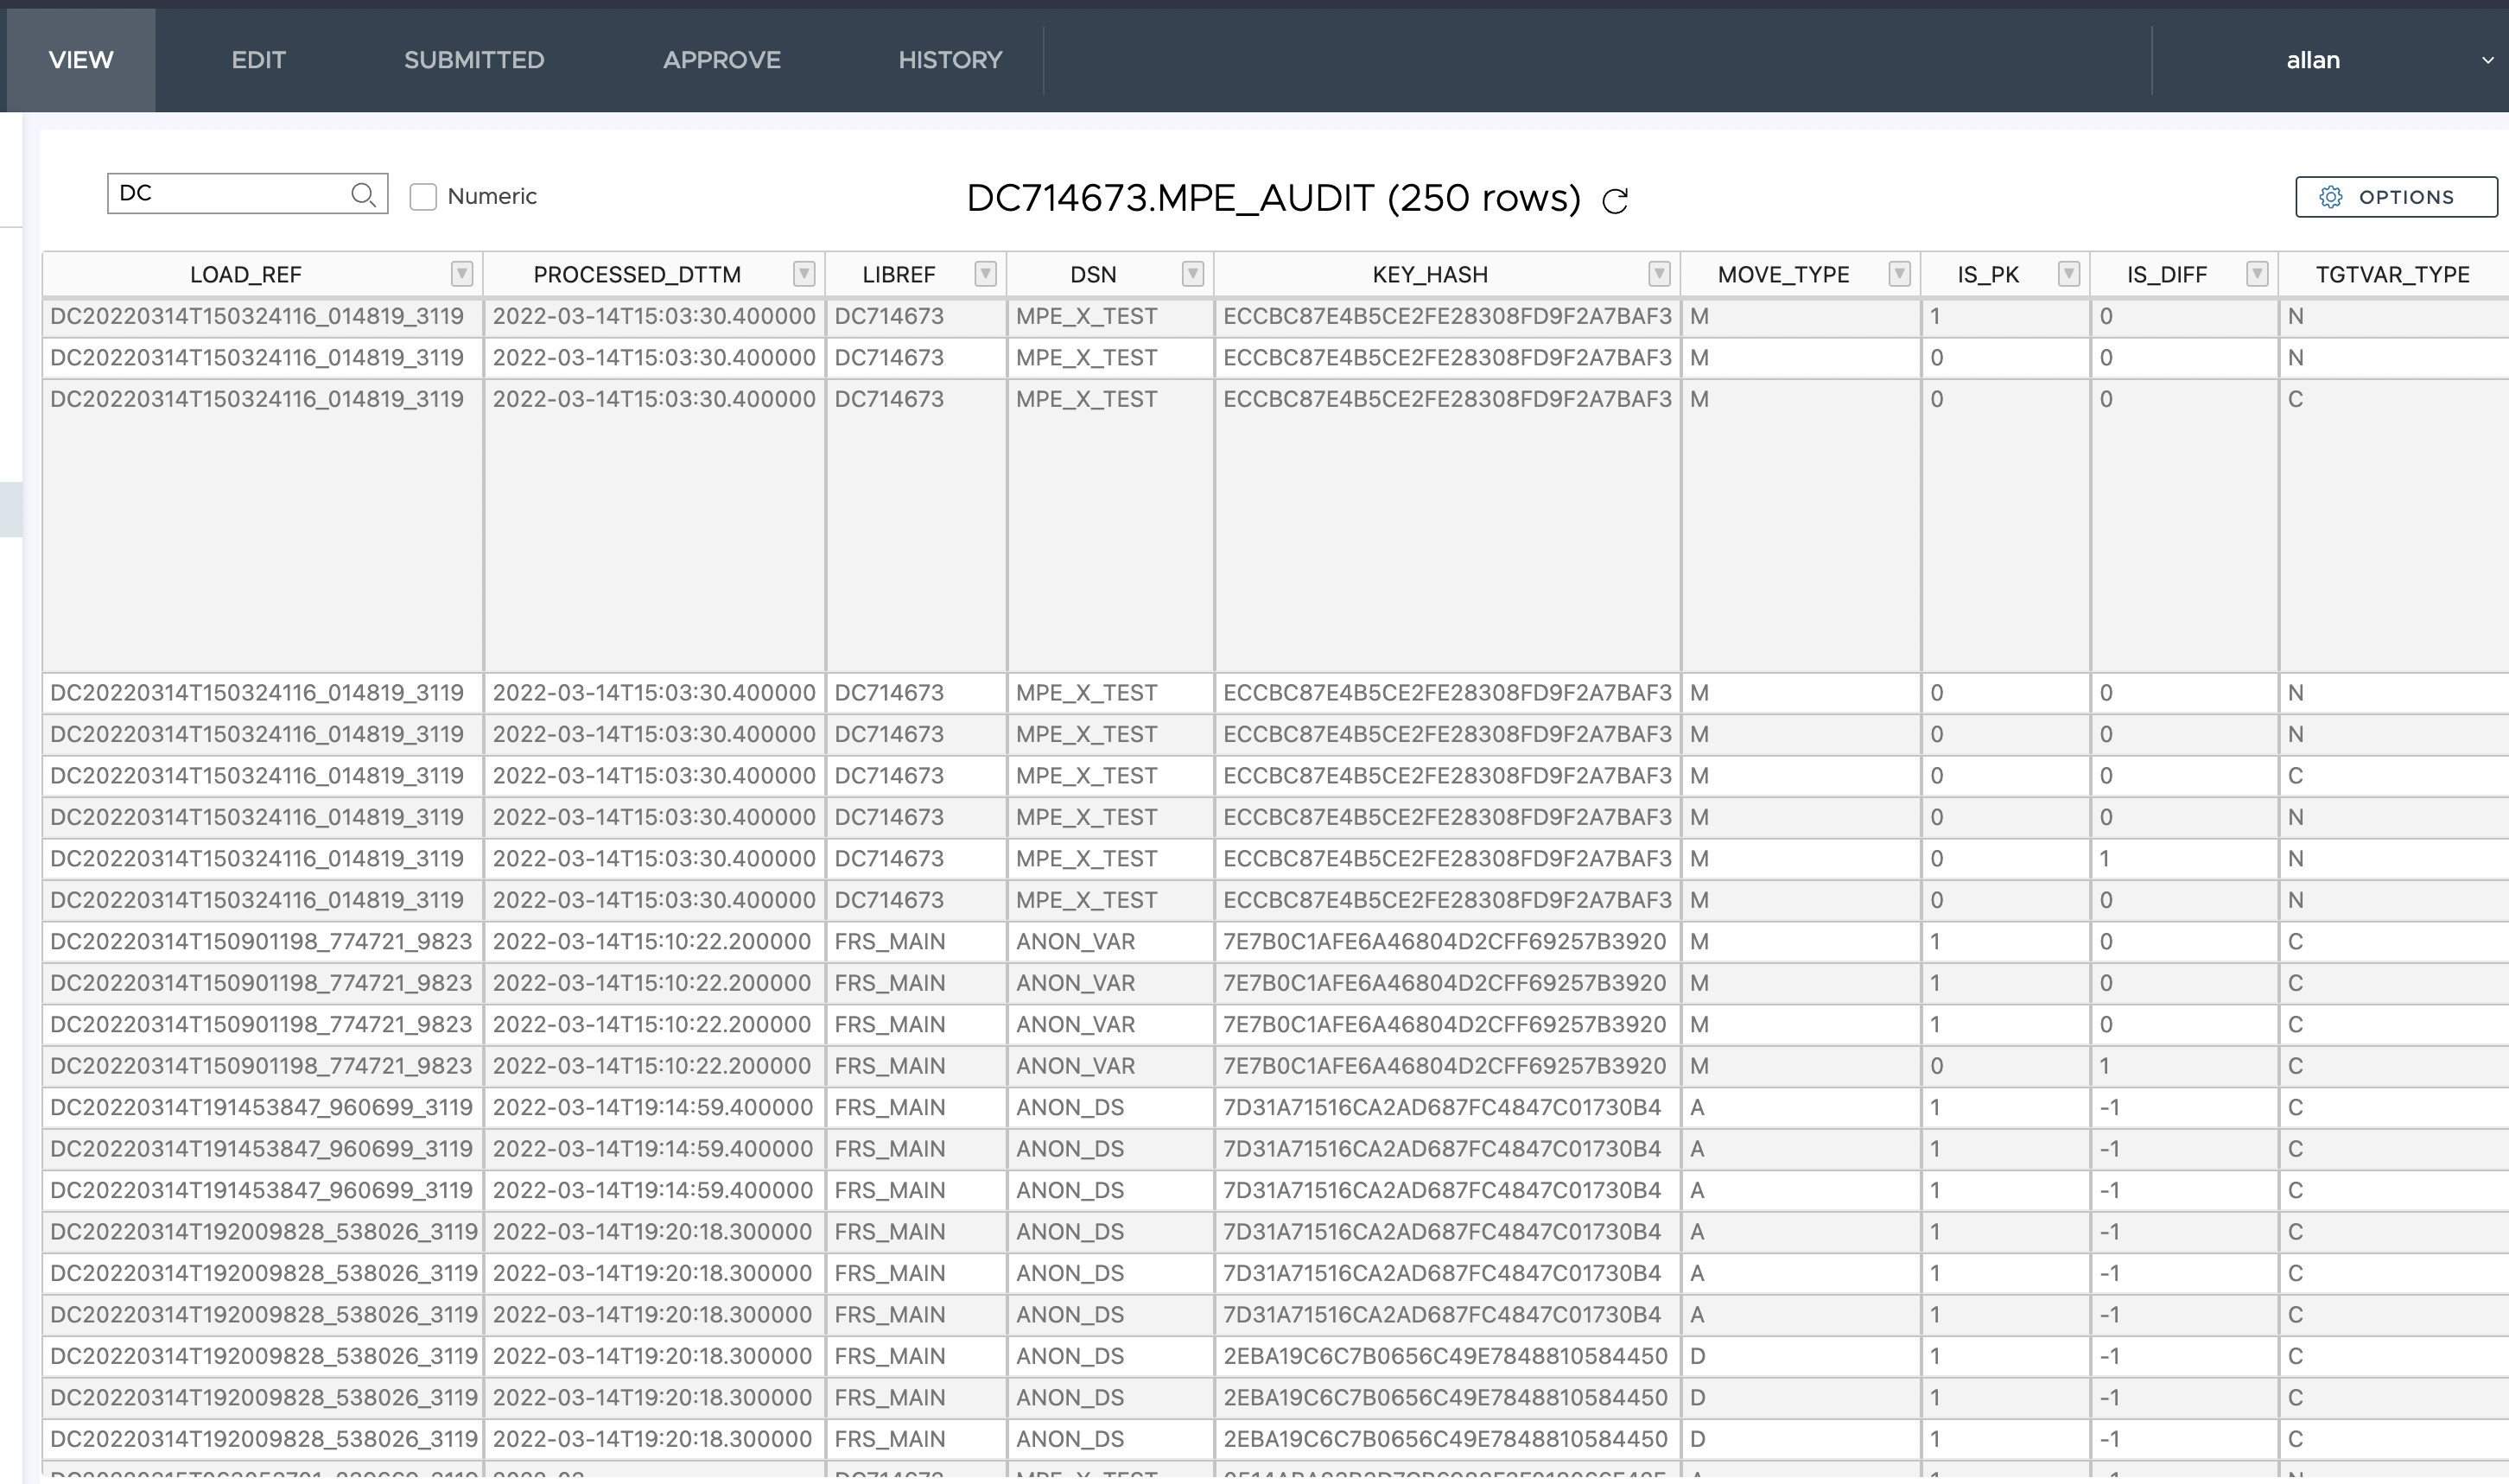 VIEW EDIT SUBMITTED APPROVE HISTORY allan
DC Numeric DC714673.MPE_AUDIT (250 rows) OPTIONS
LOAD_REF PROCESSED_DTTM LIBREF DSN KEY_HASH MOVE_TYPE IS_PK IS_DIFF TGTVAR_TYPE
DC20220314T150324116_014819_3119 2022-03-14T15:03:30.400000 DC714673 MPE_X_TEST ECCBC87E4B5CE2FE28308FD9F2A7BAF3 M 1 0 N
DC20220314T150324116_014819_3119 2022-03-14T15:03:30.400000 DC714673 MPE_X_TEST ECCBC87E4B5CE2FE28308FD9F2A7BAF3 M 0 0 N
DC20220314T150324116_014819_3119 2022-03-14T15:03:30.400000 DC714673 MPE_X_TEST ECCBC87E4B5CE2FE28308FD9F2A7BAF3 M 0 0 C
DC20220314T150324116_014819_3119 2022-03-14T15:03:30.400000 DC714673 MPE_X_TEST ECCBC87E4B5CE2FE28308FD9F2A7BAF3 M 0 0 N
DC20220314T150324116_014819_3119 2022-03-14T15:03:30.400000 DC714673 MPE_X_TEST ECCBC87E4B5CE2FE28308FD9F2A7BAF3 M 0 0 N
DC20220314T150324116_014819_3119 2022-03-14T15:03:30.400000 DC714673 MPE_X_TEST ECCBC87E4B5CE2FE28308FD9F2A7BAF3 M 0 0 C
DC20220314T150324116_014819_3119 2022-03-14T15:03:30.400000 DC714673 MPE_X_TEST ECCBC87E4B5CE2FE28308FD9F2A7BAF3 M 0 0 N
DC20220314T150324116_014819_3119 2022-03-14T15:03:30.400000 DC714673 MPE_X_TEST ECCBC87E4B5CE2FE28308FD9F2A7BAF3 M 0 1 N
DC20220314T150324116_014819_3119 2022-03-14T15:03:30.400000 DC714673 MPE_X_TEST ECCBC87E4B5CE2FE28308FD9F2A7BAF3 M 0 0 N
DC20220314T150901198_774721_9823 2022-03-14T15:10:22.200000 FRS_MAIN ANON_VAR 7E7B0C1AFE6A46804D2CFF69257B3920 M 1 0 C
DC20220314T150901198_774721_9823 2022-03-14T15:10:22.200000 FRS_MAIN ANON_VAR 7E7B0C1AFE6A46804D2CFF69257B3920 M 1 0 C
DC20220314T150901198_774721_9823 2022-03-14T15:10:22.200000 FRS_MAIN ANON_VAR 7E7B0C1AFE6A46804D2CFF69257B3920 M 1 0 C
DC20220314T150901198_774721_9823 2022-03-14T15:10:22.200000 FRS_MAIN ANON_VAR 7E7B0C1AFE6A46804D2CFF69257B3920 M 0 1 C
DC20220314T191453847_960699_3119 2022-03-14T19:14:59.400000 FRS_MAIN ANON_DS 7D31A71516CA2AD687FC4847C01730B4 A 1 -1 C
DC20220314T191453847_960699_3119 2022-03-14T19:14:59.400000 FRS_MAIN ANON_DS 7D31A71516CA2AD687FC4847C01730B4 A 1 -1 C
DC20220314T191453847_960699_3119 2022-03-14T19:14:59.400000 FRS_MAIN ANON_DS 7D31A71516CA2AD687FC4847C01730B4 A 1 -1 C
DC20220314T192009828_538026_3119 2022-03-14T19:20:18.300000 FRS_MAIN ANON_DS 7D31A71516CA2AD687FC4847C01730B4 A 1 -1 C
DC20220314T192009828_538026_3119 2022-03-14T19:20:18.300000 FRS_MAIN ANON_DS 7D31A71516CA2AD687FC4847C01730B4 A 1 -1 C
DC20220314T192009828_538026_3119 2022-03-14T19:20:18.300000 FRS_MAIN ANON_DS 7D31A71516CA2AD687FC4847C01730B4 A 1 -1 C
DC20220314T192009828_538026_3119 2022-03-14T19:20:18.300000 FRS_MAIN ANON_DS 2EBA19C6C7B0656C49E7848810584450 D 1 -1 C
DC20220314T192009828_538026_3119 2022-03-14T19:20:18.300000 FRS_MAIN ANON_DS 2EBA19C6C7B0656C49E7848810584450 D 1 -1 C
DC20220314T192009828_538026_3119 2022-03-14T19:20:18.300000 FRS_MAIN ANON_DS 2EBA19C6C7B0656C49E7848810584450 D 1 -1 C